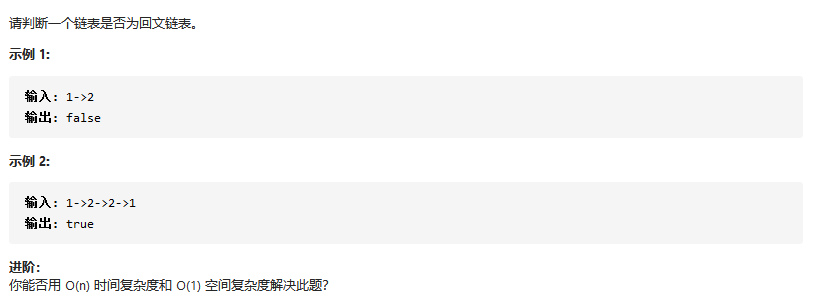 请判断一个链表是否为回文链表。
示例 1:
输入: 1->2
输出: false
示例 2:
输入: 1->2->2->1
输出: true
进阶：
你能否用 O(n) 时间复杂度和 O(1) 空间复杂度解决此题？